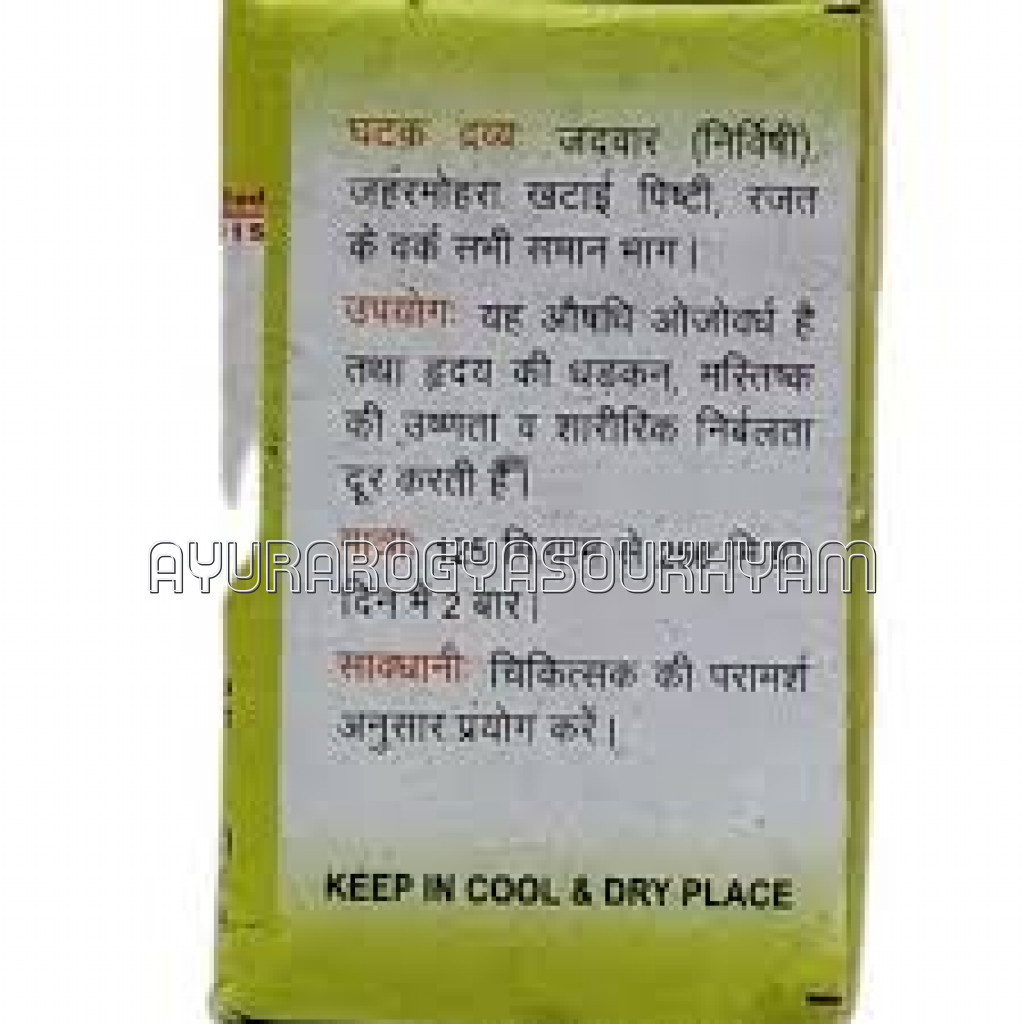 घटक द्रव्य: जदवार (निर्विषी),
जहरमोहरा खटाई पिष्टी, रजत
के वर्क सभी समान भाग।
उपयोग: यह औषधि ओजोवर्ध है
तथा हृदय की धड़कन, मस्तिष्क
की उष्णता व शारीरिक निर्बलता
दूर करती हैं।
125 से
AYURAROGYASOUKHYAM
दिन में 2 बार।
सावधानी: चिकित्सक की परामर्श
अनुसार प्रयोग करें।
KEEP IN COOL & DRY PLACE